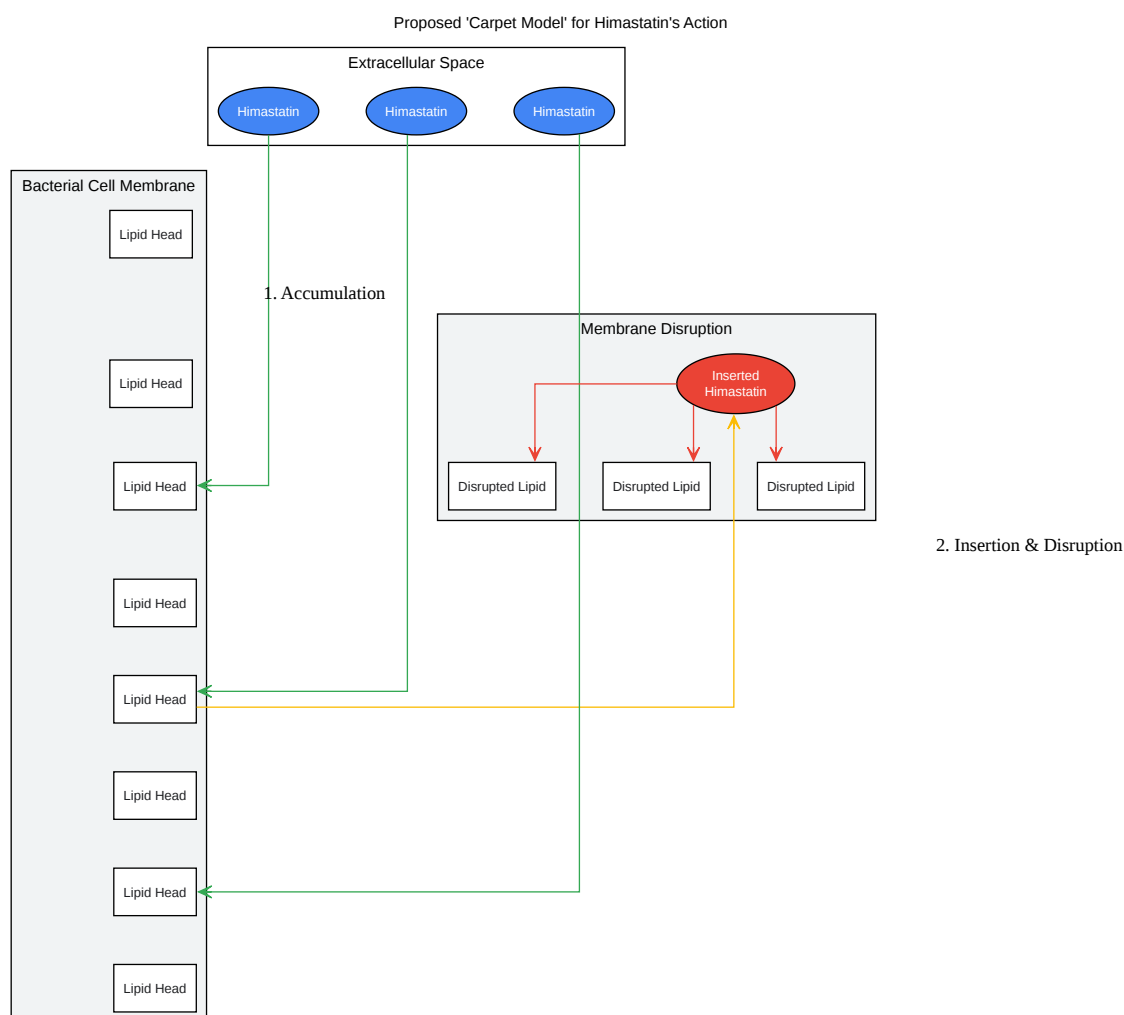 Proposed 'Carpet Model' for Himastatin's Action
Extracellular Space
Himastatin
Himastatin
Himastatin
Bacterial Cell Membrane
Lipid Head
1. Accumulation
Membrane Disruption
Lipid Head
Inserted
Himastatin
Lipid Head
Disrupted Lipid
Disrupted Lipid
Disrupted Lipid
2. Insertion & Disruption
Lipid Head
Lipid Head
Lipid Head
Lipid Head
Lipid Head